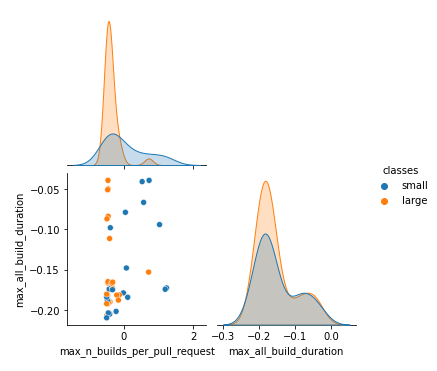 −0.05
−0.10
−0.15
−0.20
max_all_build_duration
0 2
max_n_builds_per_pull_request
−0.3 −0.2 −0.1 0.0
max_all_build_duration
classes
small
large